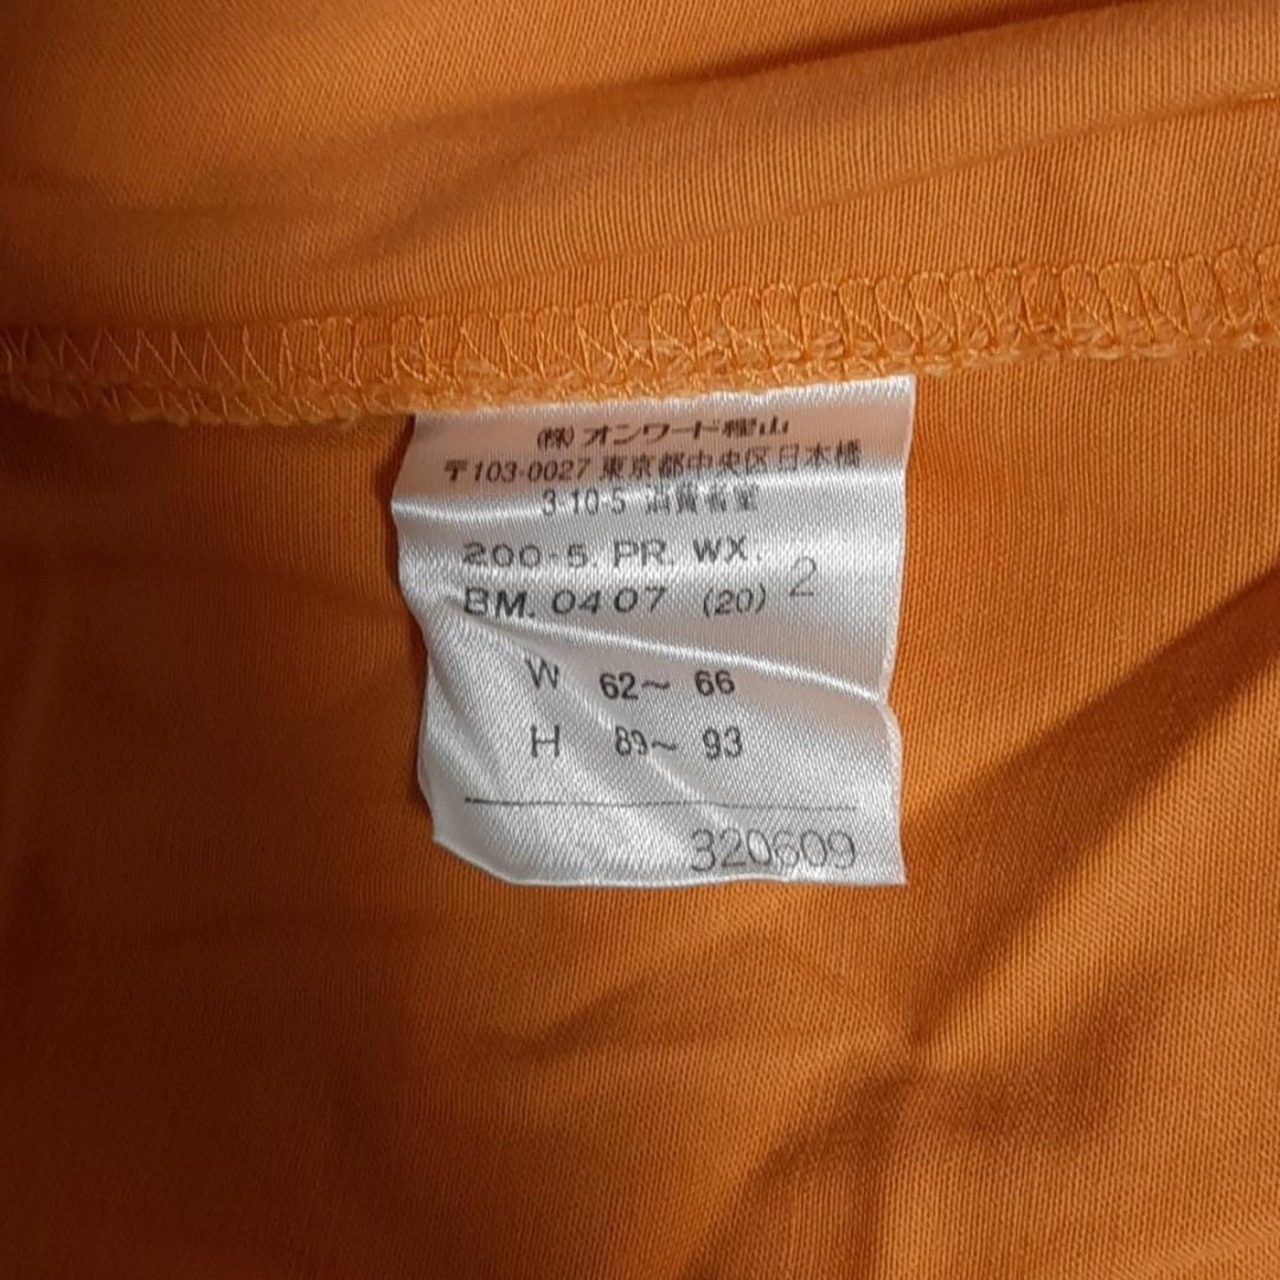 (株)オンワード樫山
〒103-0027 東京都中央区日本橋
3-10-5 消費者室
200-5. PR. WX.
BM. 0407 (20) 2
W 62~ 66
H 89~ 93
320609